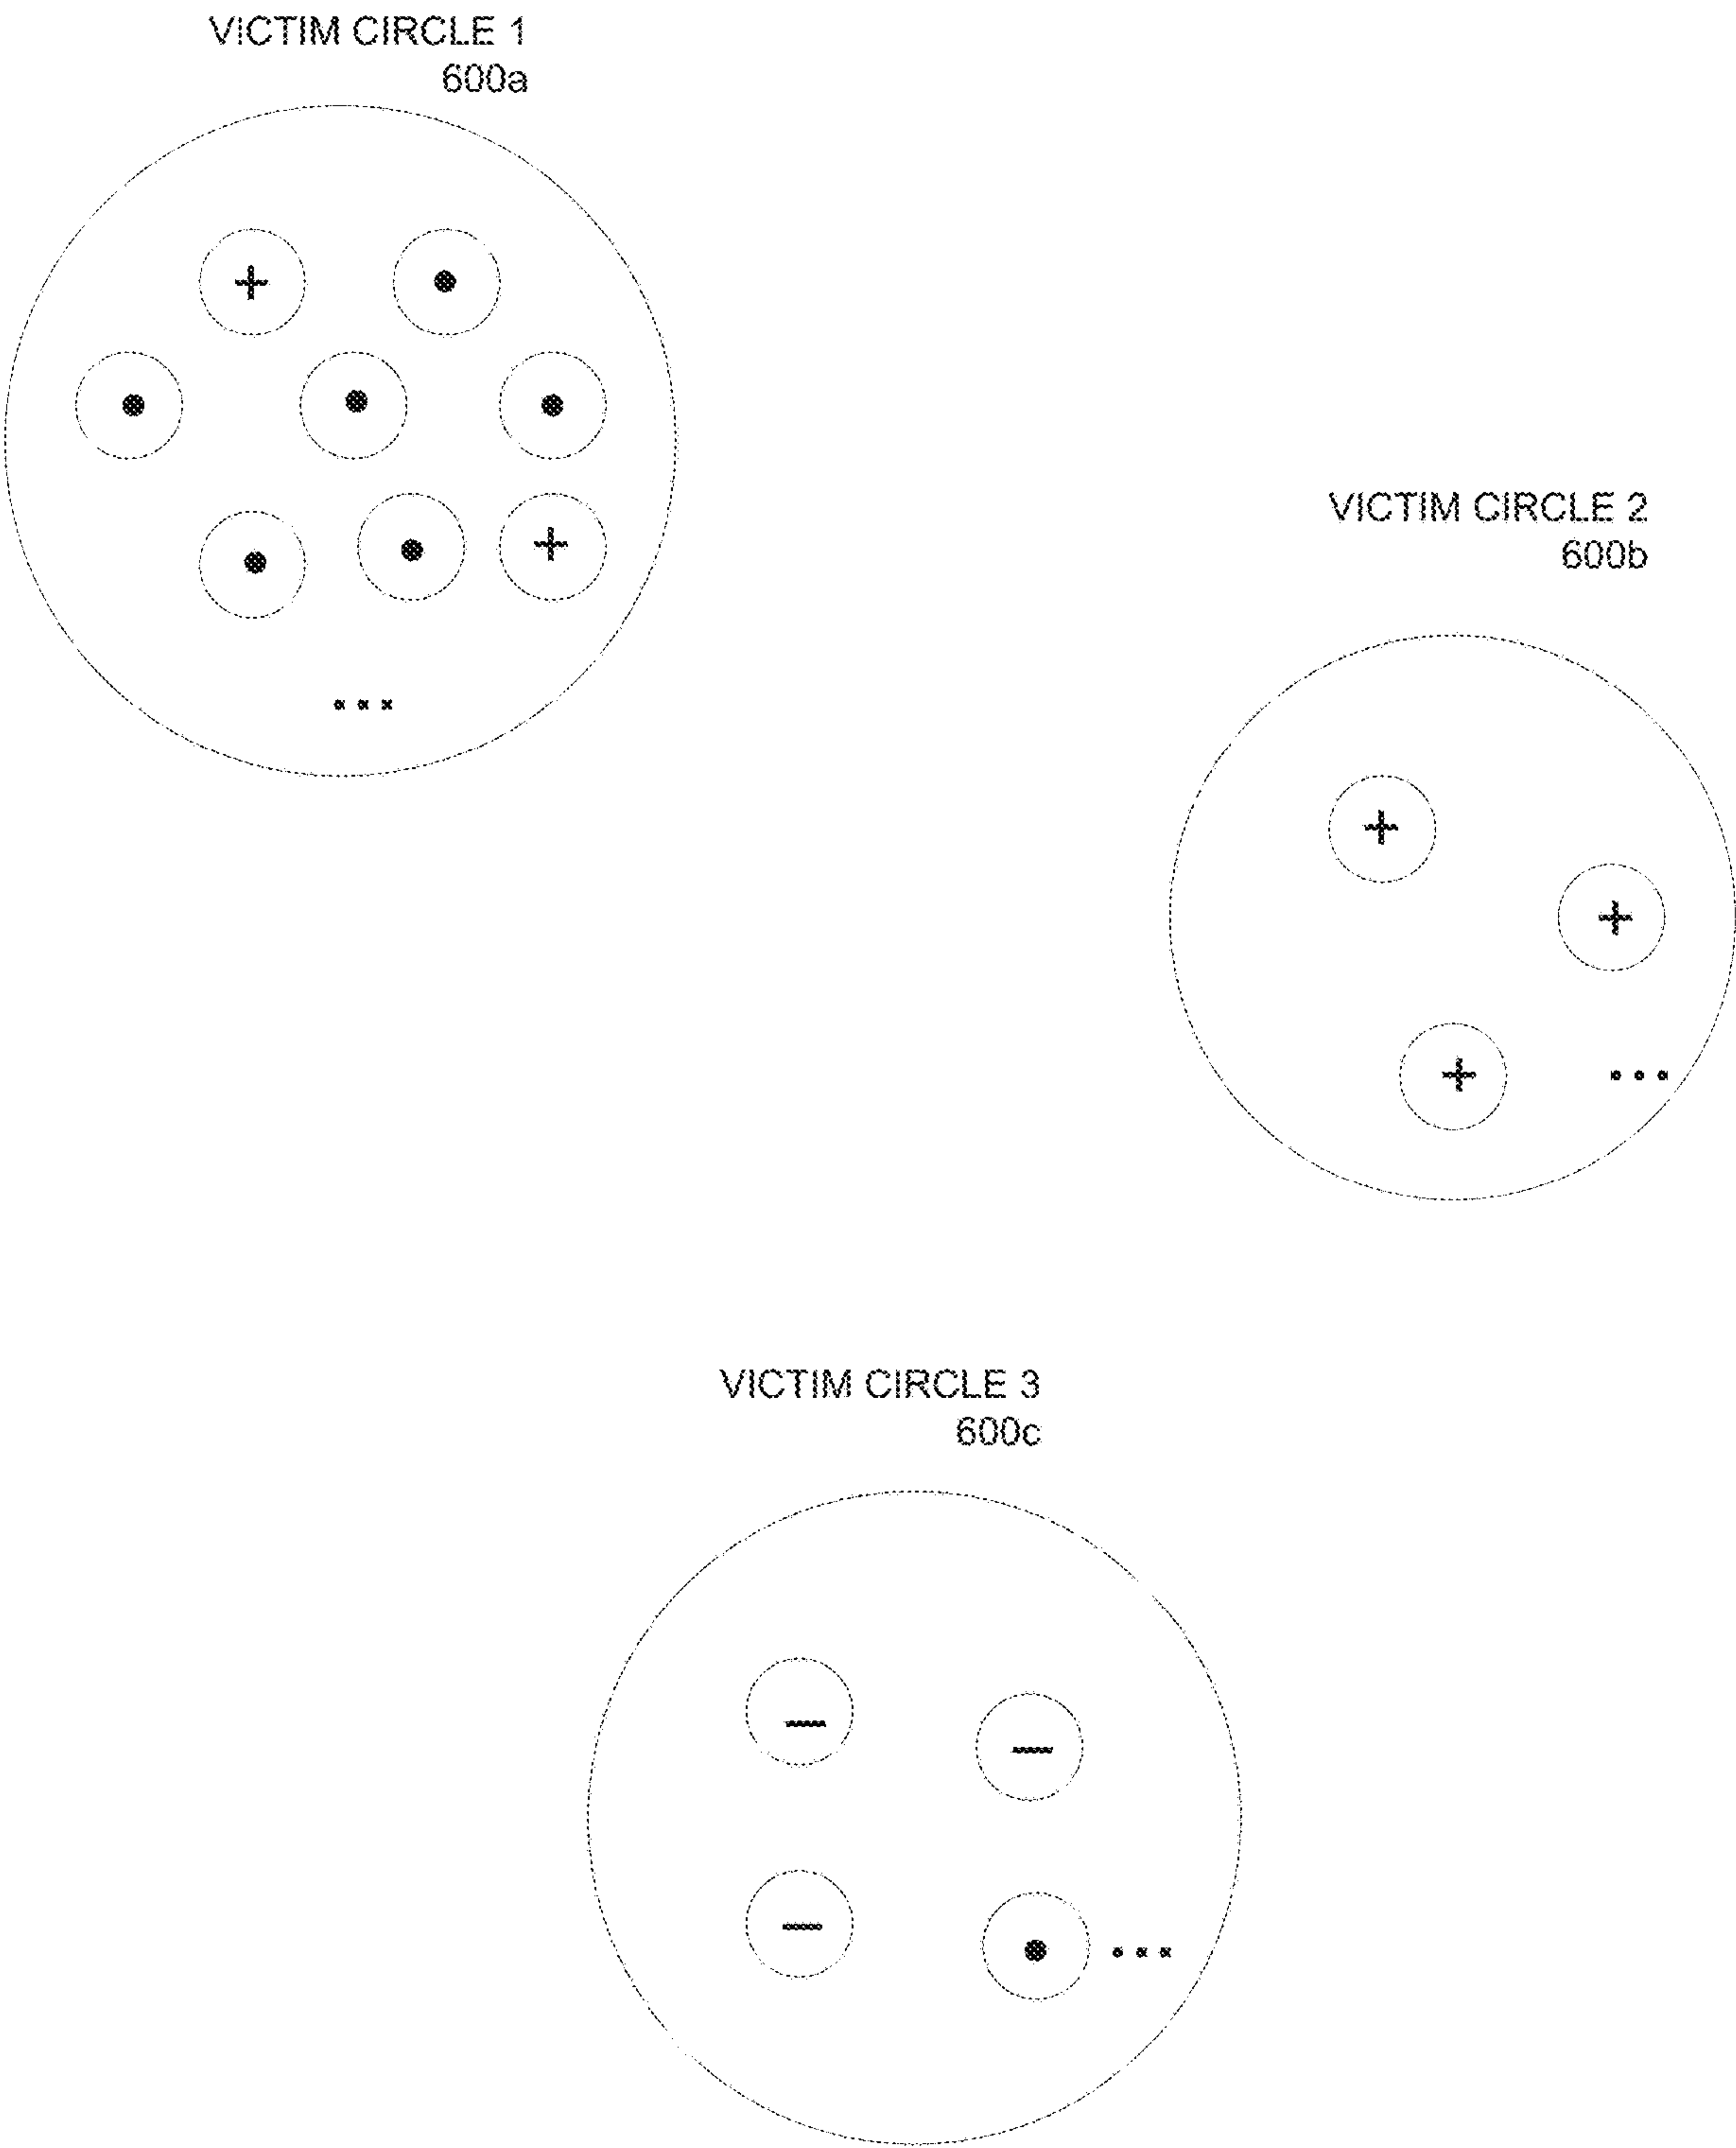 VICTIM CIRCLE 1
600a
+
+
...
VICTIM CIRCLE 2
600b
+
+
+
...
VICTIM CIRCLE 3
600c
—
—
—
...